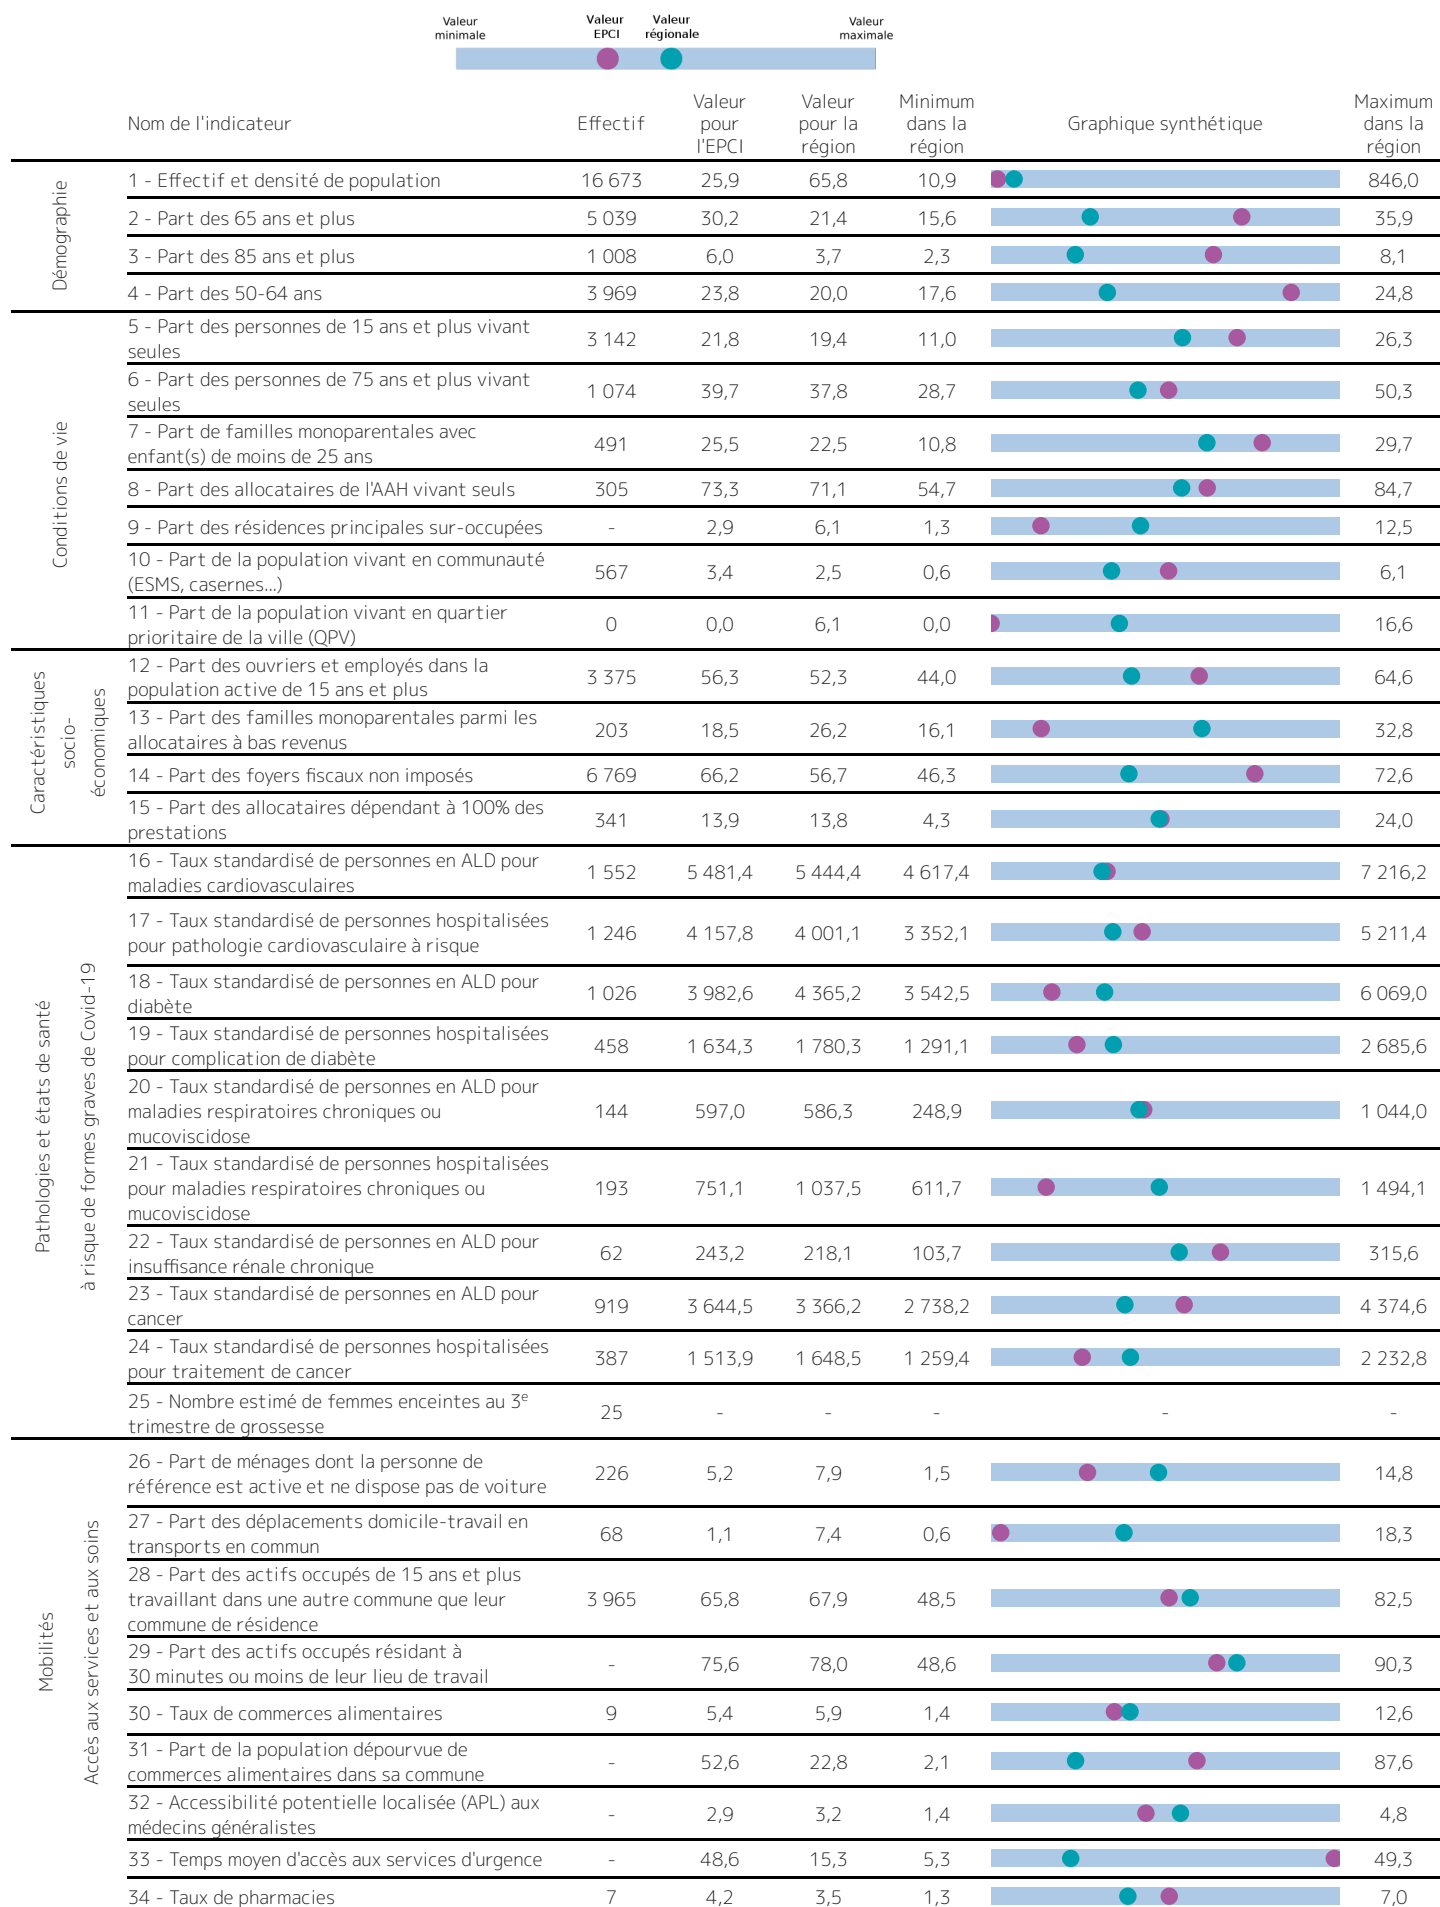 Valeur minimale
Valeur EPCI
Valeur régionale
Valeur maximale
Nom de l'indicateur
Effectif
Valeur pour l'EPCI
Valeur pour la région
Minimum dans la région
Graphique synthétique
Maximum dans la région
Démographie
1 - Effectif et densité de population 16 673 25,9 65,8 10,9 846,0
2 - Part des 65 ans et plus 5 039 30,2 21,4 15,6 35,9
3 - Part des 85 ans et plus 1 008 6,0 3,7 2,3 8,1
4 - Part des 50-64 ans 3 969 23,8 20,0 17,6 24,8
Conditions de vie
5 - Part des personnes de 15 ans et plus vivant
seules 3 142 21,8 19,4 11,0 26,3
6 - Part des personnes de 75 ans et plus vivant
seules 1 074 39,7 37,8 28,7 50,3
7 - Part de familles monoparentales avec
enfant(s) de moins de 25 ans 491 25,5 22,5 10,8 29,7
8 - Part des allocataires de l'AAH vivant seuls 305 73,3 71,1 54,7 84,7
9 - Part des résidences principales sur-occupées - 2,9 6,1 1,3 12,5
10 - Part de la population vivant en communauté
(ESMS, casernes...) 567 3,4 2,5 0,6 6,1
11 - Part de la population vivant en quartier
prioritaire de la ville (QPV) 0 0,0 6,1 0,0 16,6
Caractéristiques
socio-
économiques
12 - Part des ouvriers et employés dans la
population active de 15 ans et plus 3 375 56,3 52,3 44,0 64,6
13 - Part des familles monoparentales parmi les
allocataires à bas revenus 203 18,5 26,2 16,1 32,8
14 - Part des foyers fiscaux non imposés 6 769 66,2 56,7 46,3 72,6
15 - Part des allocataires dépendant à 100% des
prestations 341 13,9 13,8 4,3 24,0
Pathologies et états de santé
à risque de formes graves de Covid-19
16 - Taux standardisé de personnes en ALD pour
maladies cardiovasculaires 1 552 5 481,4 5 444,4 4 617,4 7 216,2
17 - Taux standardisé de personnes hospitalisées
pour pathologie cardiovasculaire à risque 1 246 4 157,8 4 001,1 3 352,1 5 211,4
18 - Taux standardisé de personnes en ALD pour
diabète 1 026 3 982,6 4 365,2 3 542,5 6 069,0
19 - Taux standardisé de personnes hospitalisées
pour complication de diabète 458 1 634,3 1 780,3 1 291,1 2 685,6
20 - Taux standardisé de personnes en ALD pour
maladies respiratoires chroniques ou
mucoviscidose 144 597,0 586,3 248,9 1 044,0
21 - Taux standardisé de personnes hospitalisées
pour maladies respiratoires chroniques ou
mucoviscidose 193 751,1 1 037,5 611,7 1 494,1
22 - Taux standardisé de personnes en ALD pour
insuffisance rénale chronique 62 243,2 218,1 103,7 315,6
23 - Taux standardisé de personnes en ALD pour
cancer 919 3 644,5 3 366,2 2 738,2 4 374,6
24 - Taux standardisé de personnes hospitalisées
pour traitement de cancer 387 1 513,9 1 648,5 1 259,4 2 232,8
25 - Nombre estimé de femmes enceintes au 3e
trimestre de grossesse 25 - - - - -
Mobilités
Accès aux services et aux soins
26 - Part de ménages dont la personne de
référence est active et ne dispose pas de voiture 226 5,2 7,9 1,5 14,8
27 - Part des déplacements domicile-travail en
transports en commun 68 1,1 7,4 0,6 18,3
28 - Part des actifs occupés de 15 ans et plus
travaillant dans une autre commune que leur
commune de résidence 3 965 65,8 67,9 48,5 82,5
29 - Part des actifs occupés résidant à
30 minutes ou moins de leur lieu de travail - 75,6 78,0 48,6 90,3
30 - Taux de commerces alimentaires 9 5,4 5,9 1,4 12,6
31 - Part de la population dépourvue de
commerces alimentaires dans sa commune - 52,6 22,8 2,1 87,6
32 - Accessibilité potentielle localisée (APL) aux
médecins généralistes - 2,9 3,2 1,4 4,8
33 - Temps moyen d'accès aux services d'urgence - 48,6 15,3 5,3 49,3
34 - Taux de pharmacies 7 4,2 3,5 1,3 7,0